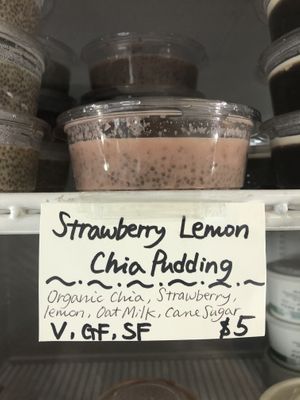 Strawberry Lemon
Chia Pudding
Organic Chia, Strawberry,
lemon, Oat Milk, Cane Sugar
V, GF, SF $5